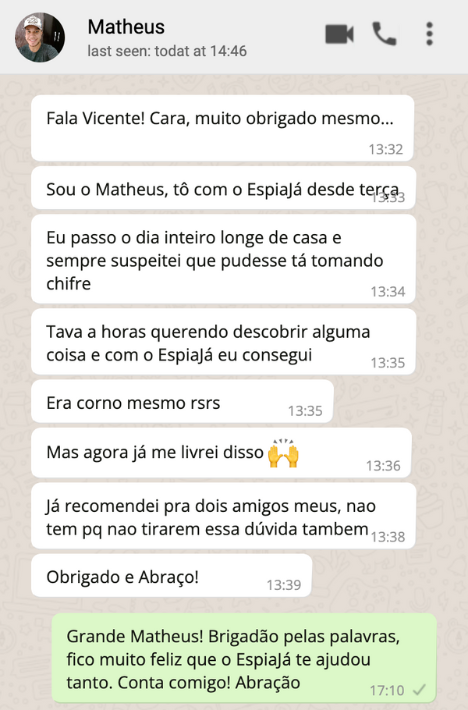 Matheus
last seen: todat at 14:46
Fala Vicente! Cara, muito obrigado mesmo...
13:32
Sou o Matheus, tô com o EspiaJá desde terça
13:33
Eu passo o dia inteiro longe de casa e
sempre suspeitei que pudesse tá tomando
chifre
13:34
Tava a horas querendo descobrir alguma
coisa e com o EspiaJá eu consegui
13:35
Era corno mesmo rsrs
13:35
Mas agora já me livrei disso 🙌
13:36
Já recomendei pra dois amigos meus, nao
tem pq nao tirarem essa dúvida tambem
13:38
Obrigado e Abraço!
13:39
Grande Matheus! Brigadão pelas palavras,
fico muito feliz que o EspiaJá te ajudou
tanto. Conta comigo! Abração
17:10